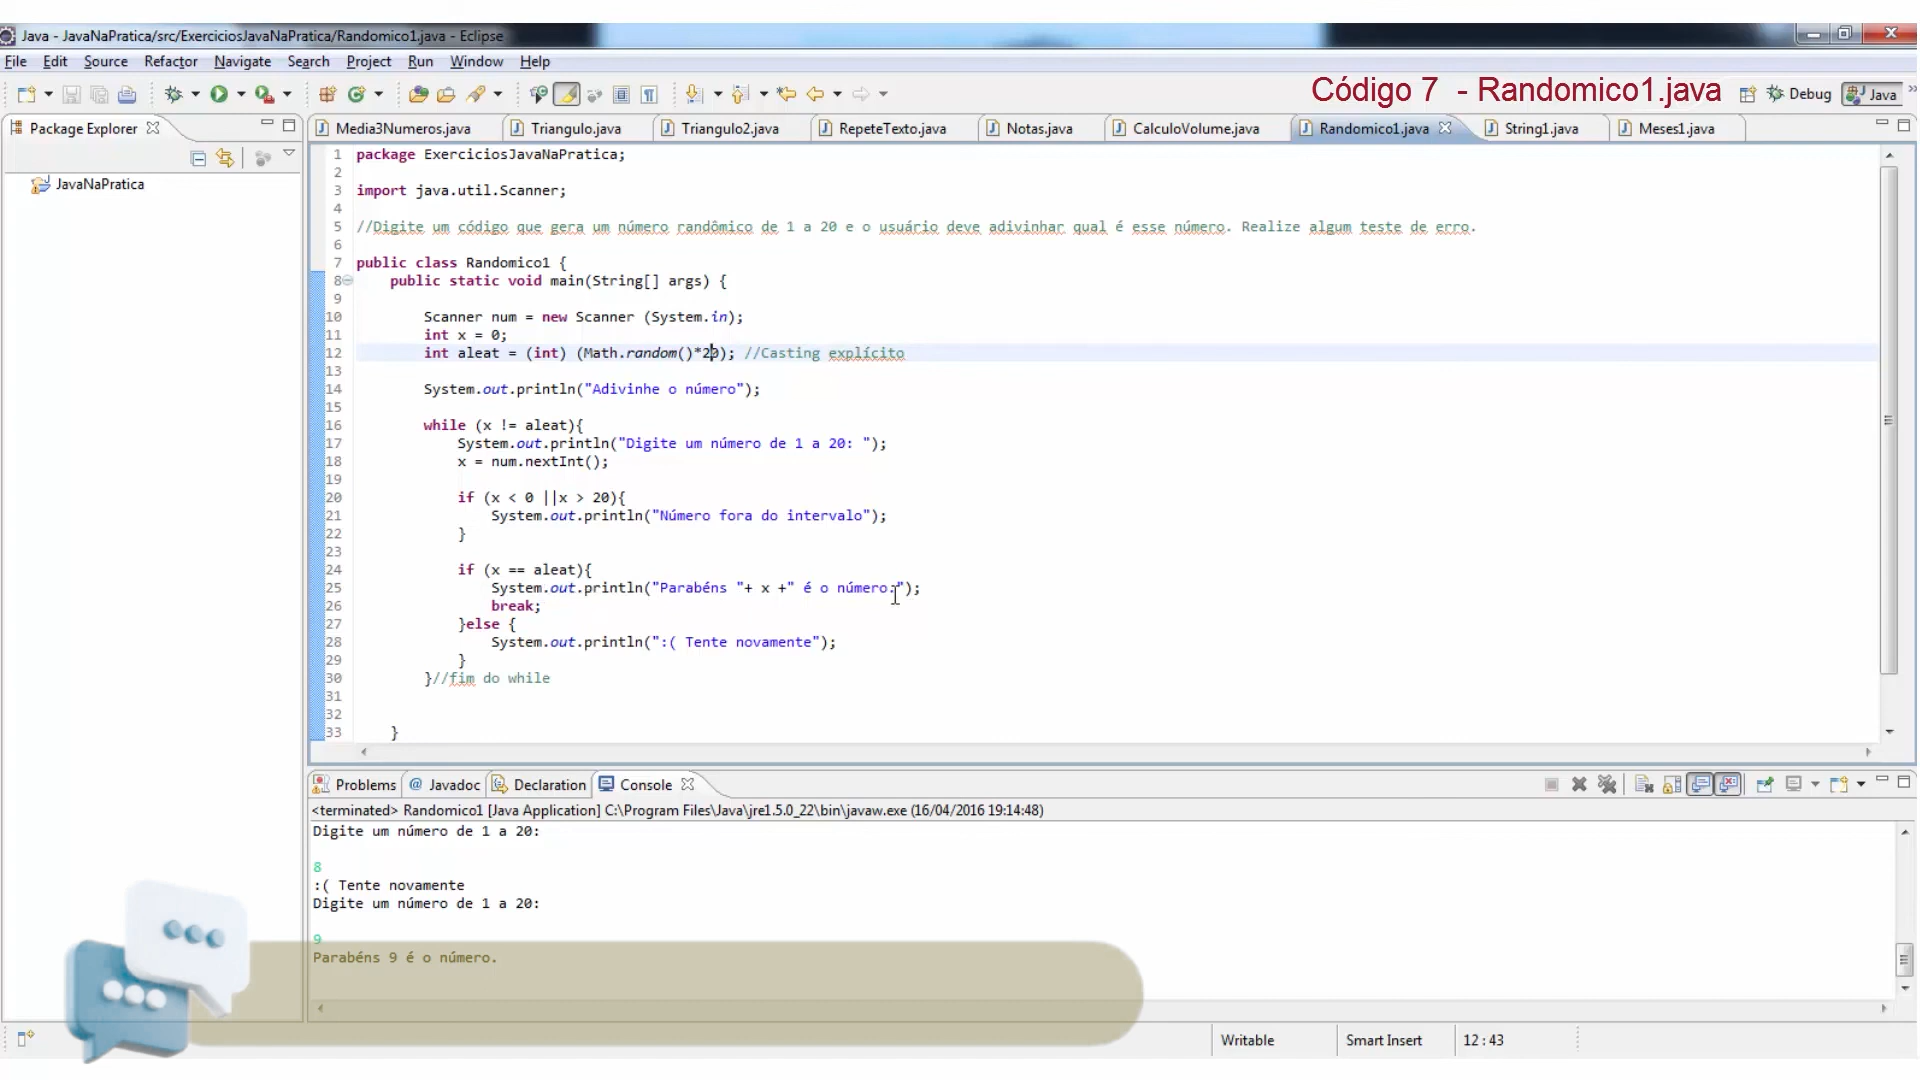 Java - JavaNaPratica/src/ExerciciosJavaNaPratica/Randomico1.java - Eclipse
File Edit Source Refactor Navigate Search Project Run Window Help
Código 7 - Randomico1.java
Debug Java
Package Explorer
JavaNaPratica
Media3Numeros.java Triangulo.java Triangulo2.java RepeteTexto.java Notas.java CalculoVolume.java Randomico1.java String1.java Meses1.java
1 package ExerciciosJavaNaPratica;
2
3 import java.util.Scanner;
4
5 //Digite um código que gera um número randômico de 1 a 20 e o usuário deve adivinhar qual é esse número. Realize algum teste de erro.
6
7 public class Randomico1 {
8 public static void main(String[] args) {
9
10 Scanner num = new Scanner (System.in);
11 int x = 0;
12 int aleat = (int) (Math.random()*20); //Casting explícito
13
14 System.out.println("Adivinhe o número");
15
16 while (x != aleat){
17 System.out.println("Digite um número de 1 a 20: ");
18 x = num.nextInt();
19
20 if (x < 0 ||x > 20){
21 System.out.println("Número fora do intervalo");
22 }
23
24 if (x == aleat){
25 System.out.println("Parabéns "+ x +" é o número.");
26 break;
27 }else {
28 System.out.println(":( Tente novamente");
29 }
30 }//fim do while
31
32
33 }
Problems Javadoc Declaration Console
<terminated> Randomico1 [Java Application] C:\Program Files\Java\jre1.5.0_22\bin\javaw.exe (16/04/2016 19:14:48)
Digite um número de 1 a 20:
8
:( Tente novamente
Digite um número de 1 a 20:
9
Parabéns 9 é o número.
Writable Smart Insert 12 : 43